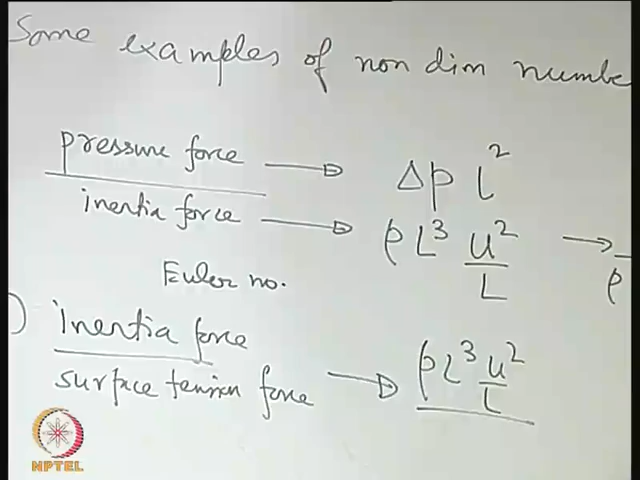 Some examples of non dim numbe
pressure force → Δp l²
inertia force → ρL³ u²/L →
ρ
Euler no.
) inertia force
surface tension force → ρL³ u²/L
NPTEL